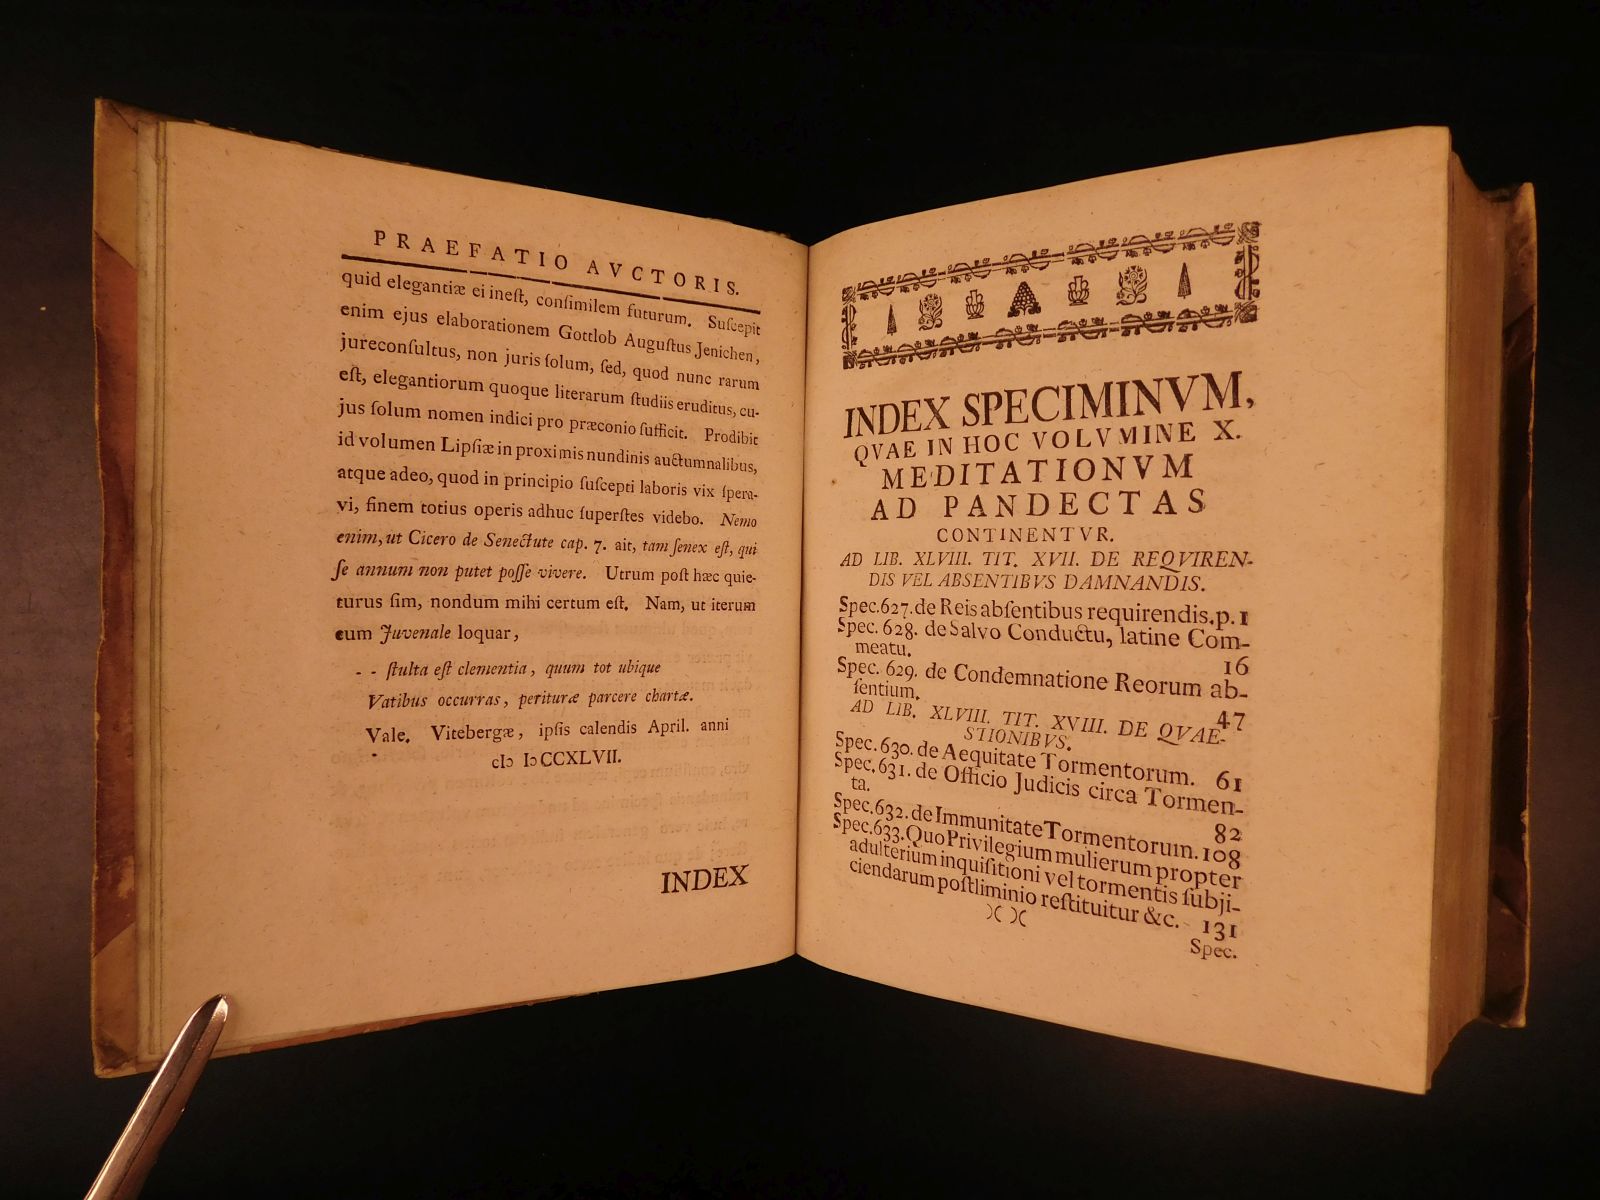 PRAEFATIO AVCTORIS.
quid elegantiæ ei ineſt, conſimilem futurum. Suſcepit
enim ejus elaborationem Gottlob Auguſtus Jenichen,
jureconſultus, non juris ſolum, ſed, quod nunc rarum
eſt, elegantiorum quoque literarum ſtudiis eruditus, cu-
jus ſolum nomen indici pro præconio ſufficit. Prodibit
id volumen Lipſiæ in proximis nundinis auctumnalibus,
atque adeo, quod in principio ſuſcepti laboris vix ſpera-
vi, finem totius operis adhuc ſuperſtes videbo. Nemo
enim, ut Cicero de Senectute cap. 7. ait, tam ſenex eſt, qui
ſe annum non putet poſſe vivere. Utrum poſt hæc quie-
turus ſim, nondum mihi certum eſt. Nam, ut iterum
cum Juvenale loquar,
- - ſtulta eſt clementia, quum tot ubique
Vatibus occurras, perituræ parcere chartæ.
Vale. Vitebergæ, ipſis calendis April. anni
cIↄ IↄCCXLVII.
INDEX
INDEX SPECIMINVM,
QVAE IN HOC VOLVMINE X.
MEDITATIONVM
AD PANDECTAS
CONTINENTVR.
AD LIB. XLVIII. TIT. XVII. DE REQVIREN-
DIS VEL ABSENTIBVS DAMNANDIS.
Spec. 627. de Reis abſentibus requirendis. p. 1
Spec. 628. de Salvo Conductu, latine Com-
meatu. 16
Spec. 629. de Condemnatione Reorum ab-
ſentium. 47
AD LIB. XLVIII. TIT. XVIII. DE QVAE-
STIONIBVS.
Spec. 630. de Aequitate Tormentorum. 61
Spec. 631. de Officio Judicis circa Tormen-
ta. 82
Spec. 632. de Immunitate Tormentorum. 108
Spec. 633. Quo Privilegium mulierum propter
adulterium inquiſitioni vel tormentis ſubji-
ciendarum poſtliminio reſtituitur &c. 131
)( )(
Spec.